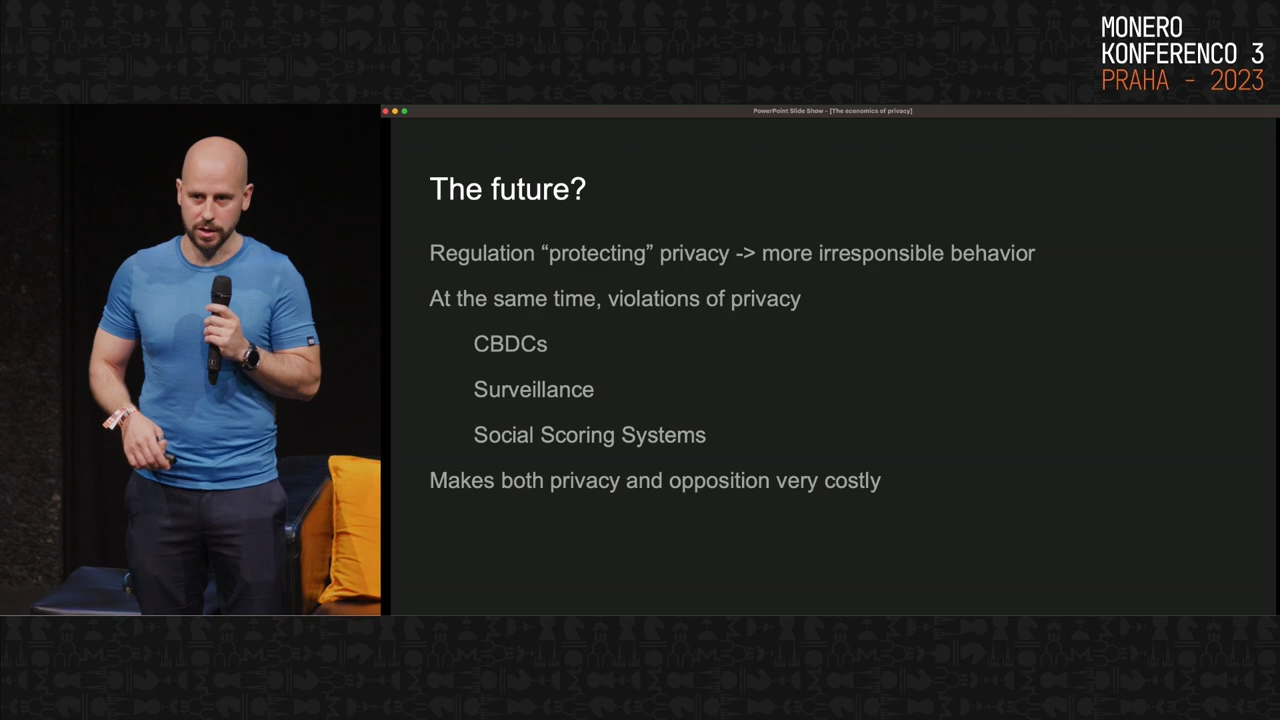 MONERO
KONFERENCO 3
PRAHA - 2023
PowerPoint Slide Show - [The economics of privacy]
The future?
Regulation “protecting” privacy -> more irresponsible behavior
At the same time, violations of privacy
CBDCs
Surveillance
Social Scoring Systems
Makes both privacy and opposition very costly